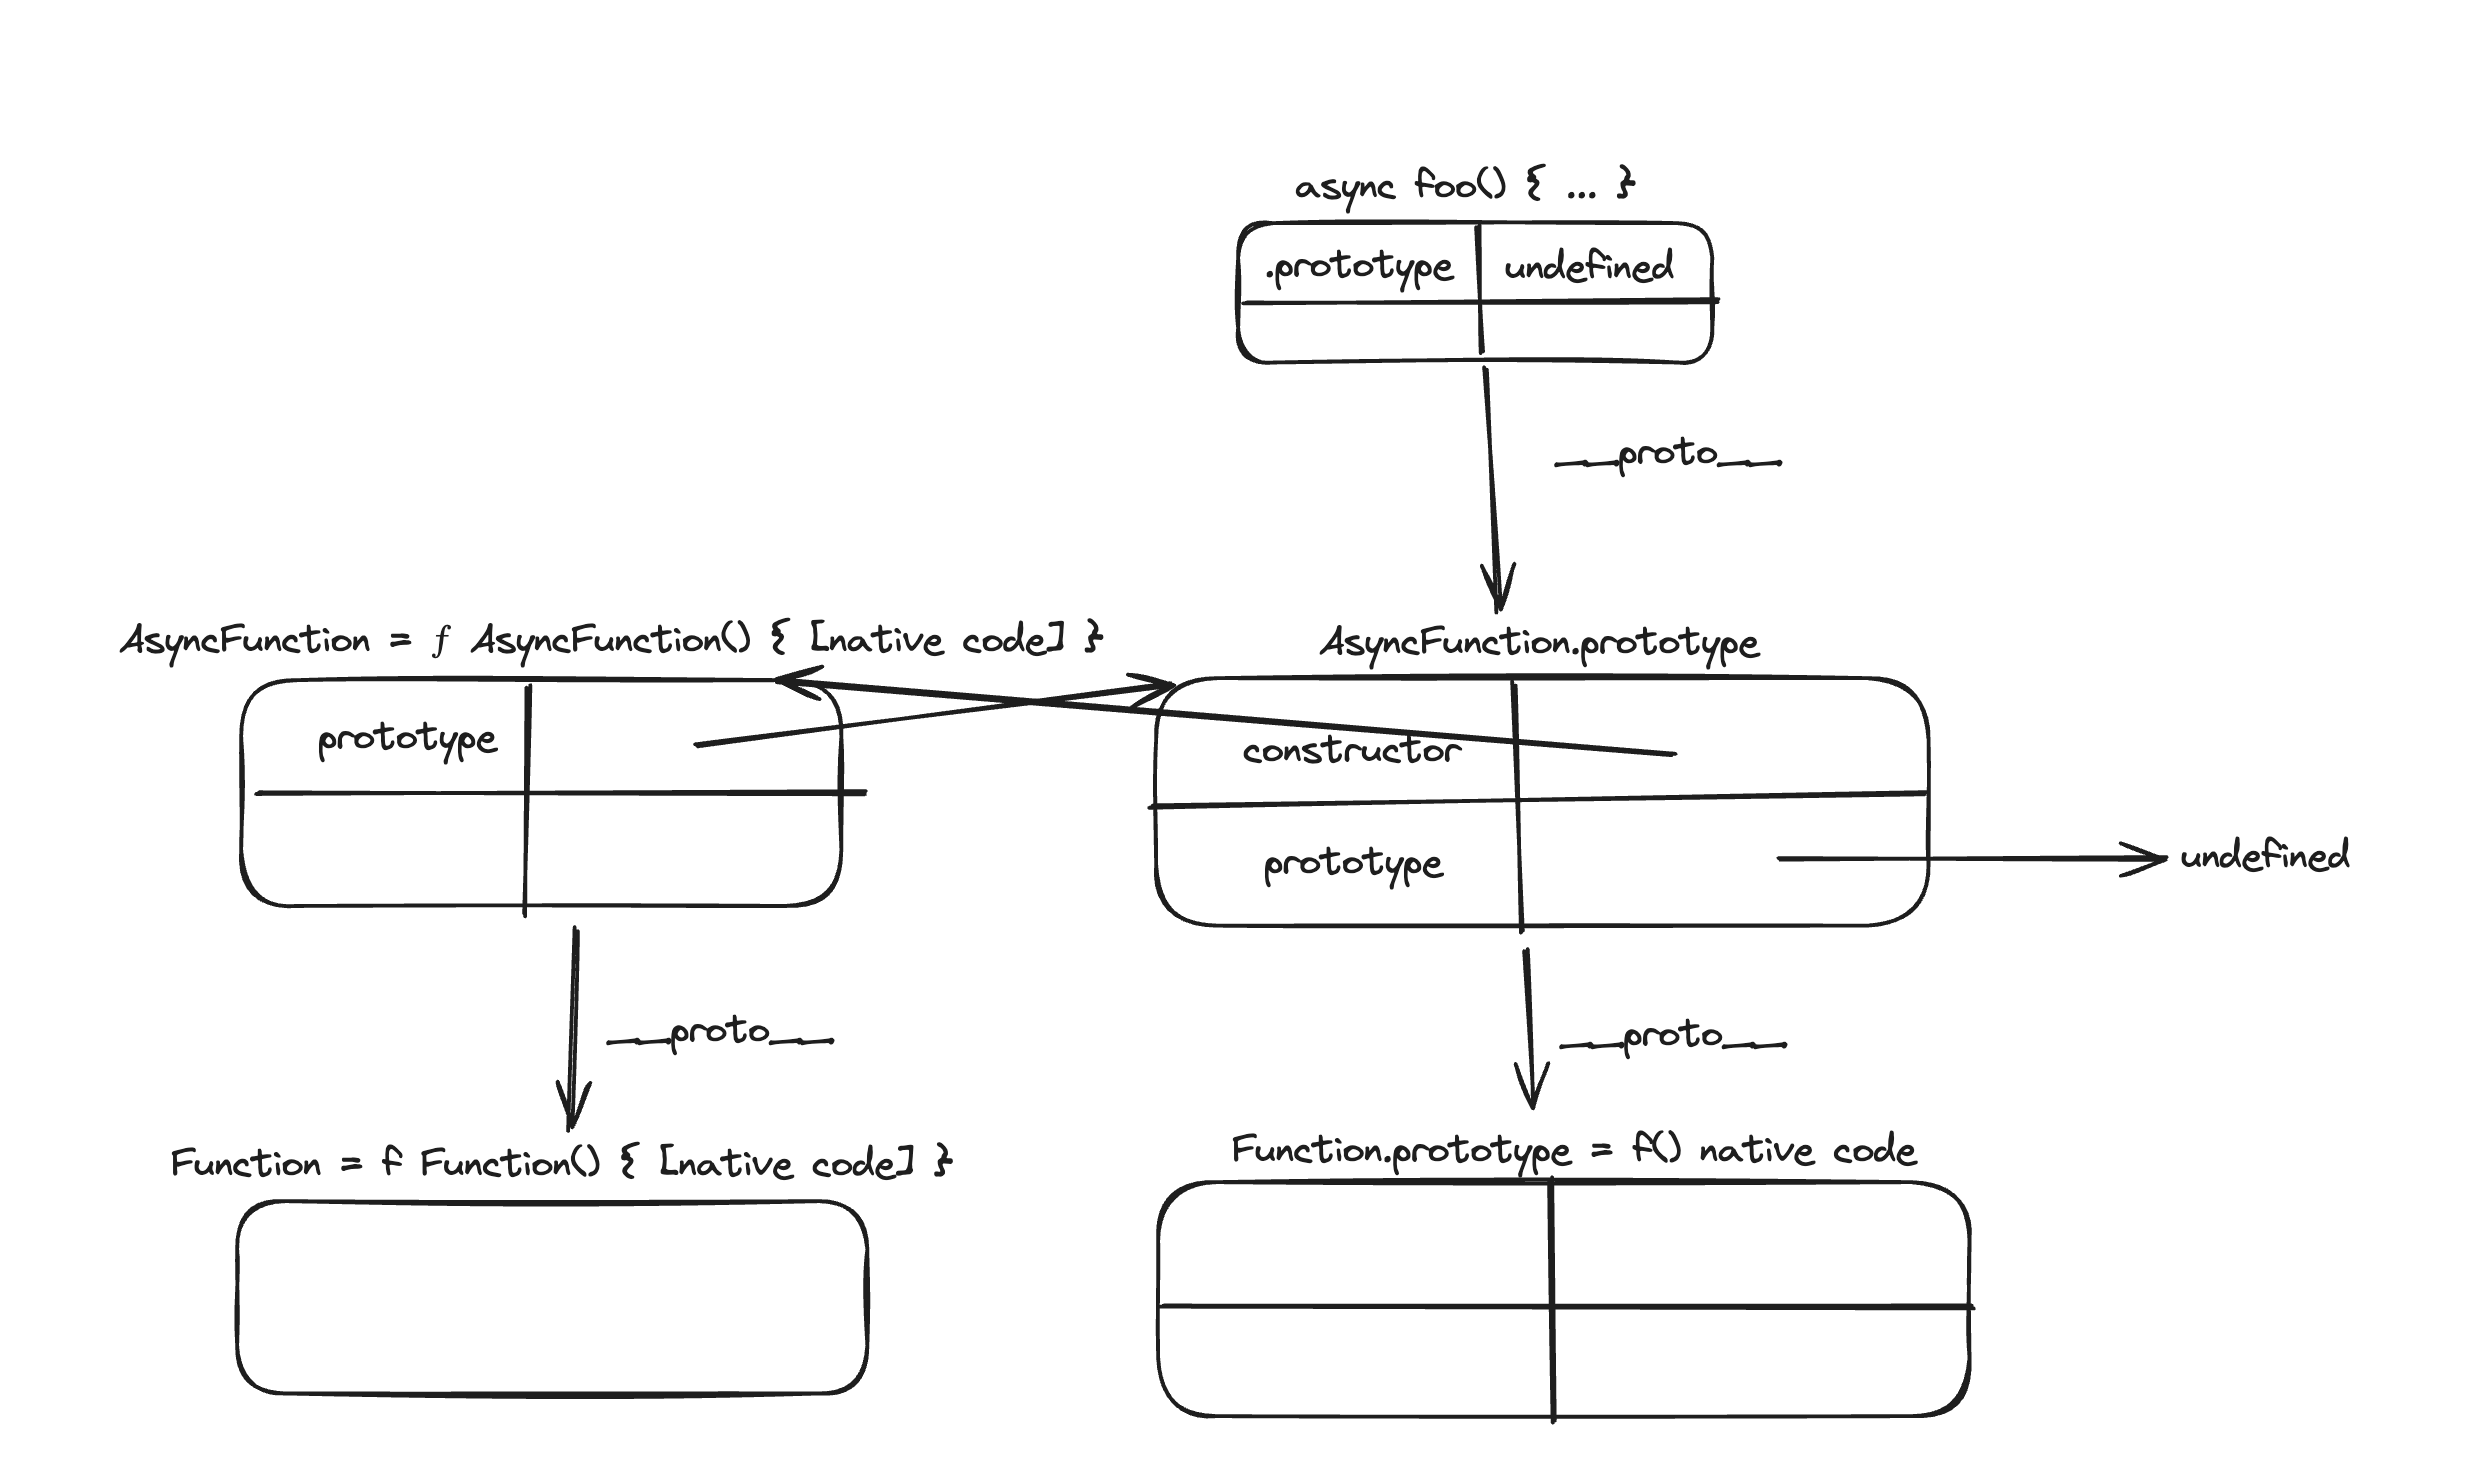 async foo() { ... }
.prototype
undefined
__proto__
AsyncFunction = f AsyncFunction() { [native code] }
AsyncFunction.prototype
prototype
constructor
prototype
undefined
__proto__
__proto__
Function = f Function() { [native code] }
Function.prototype = f() native code